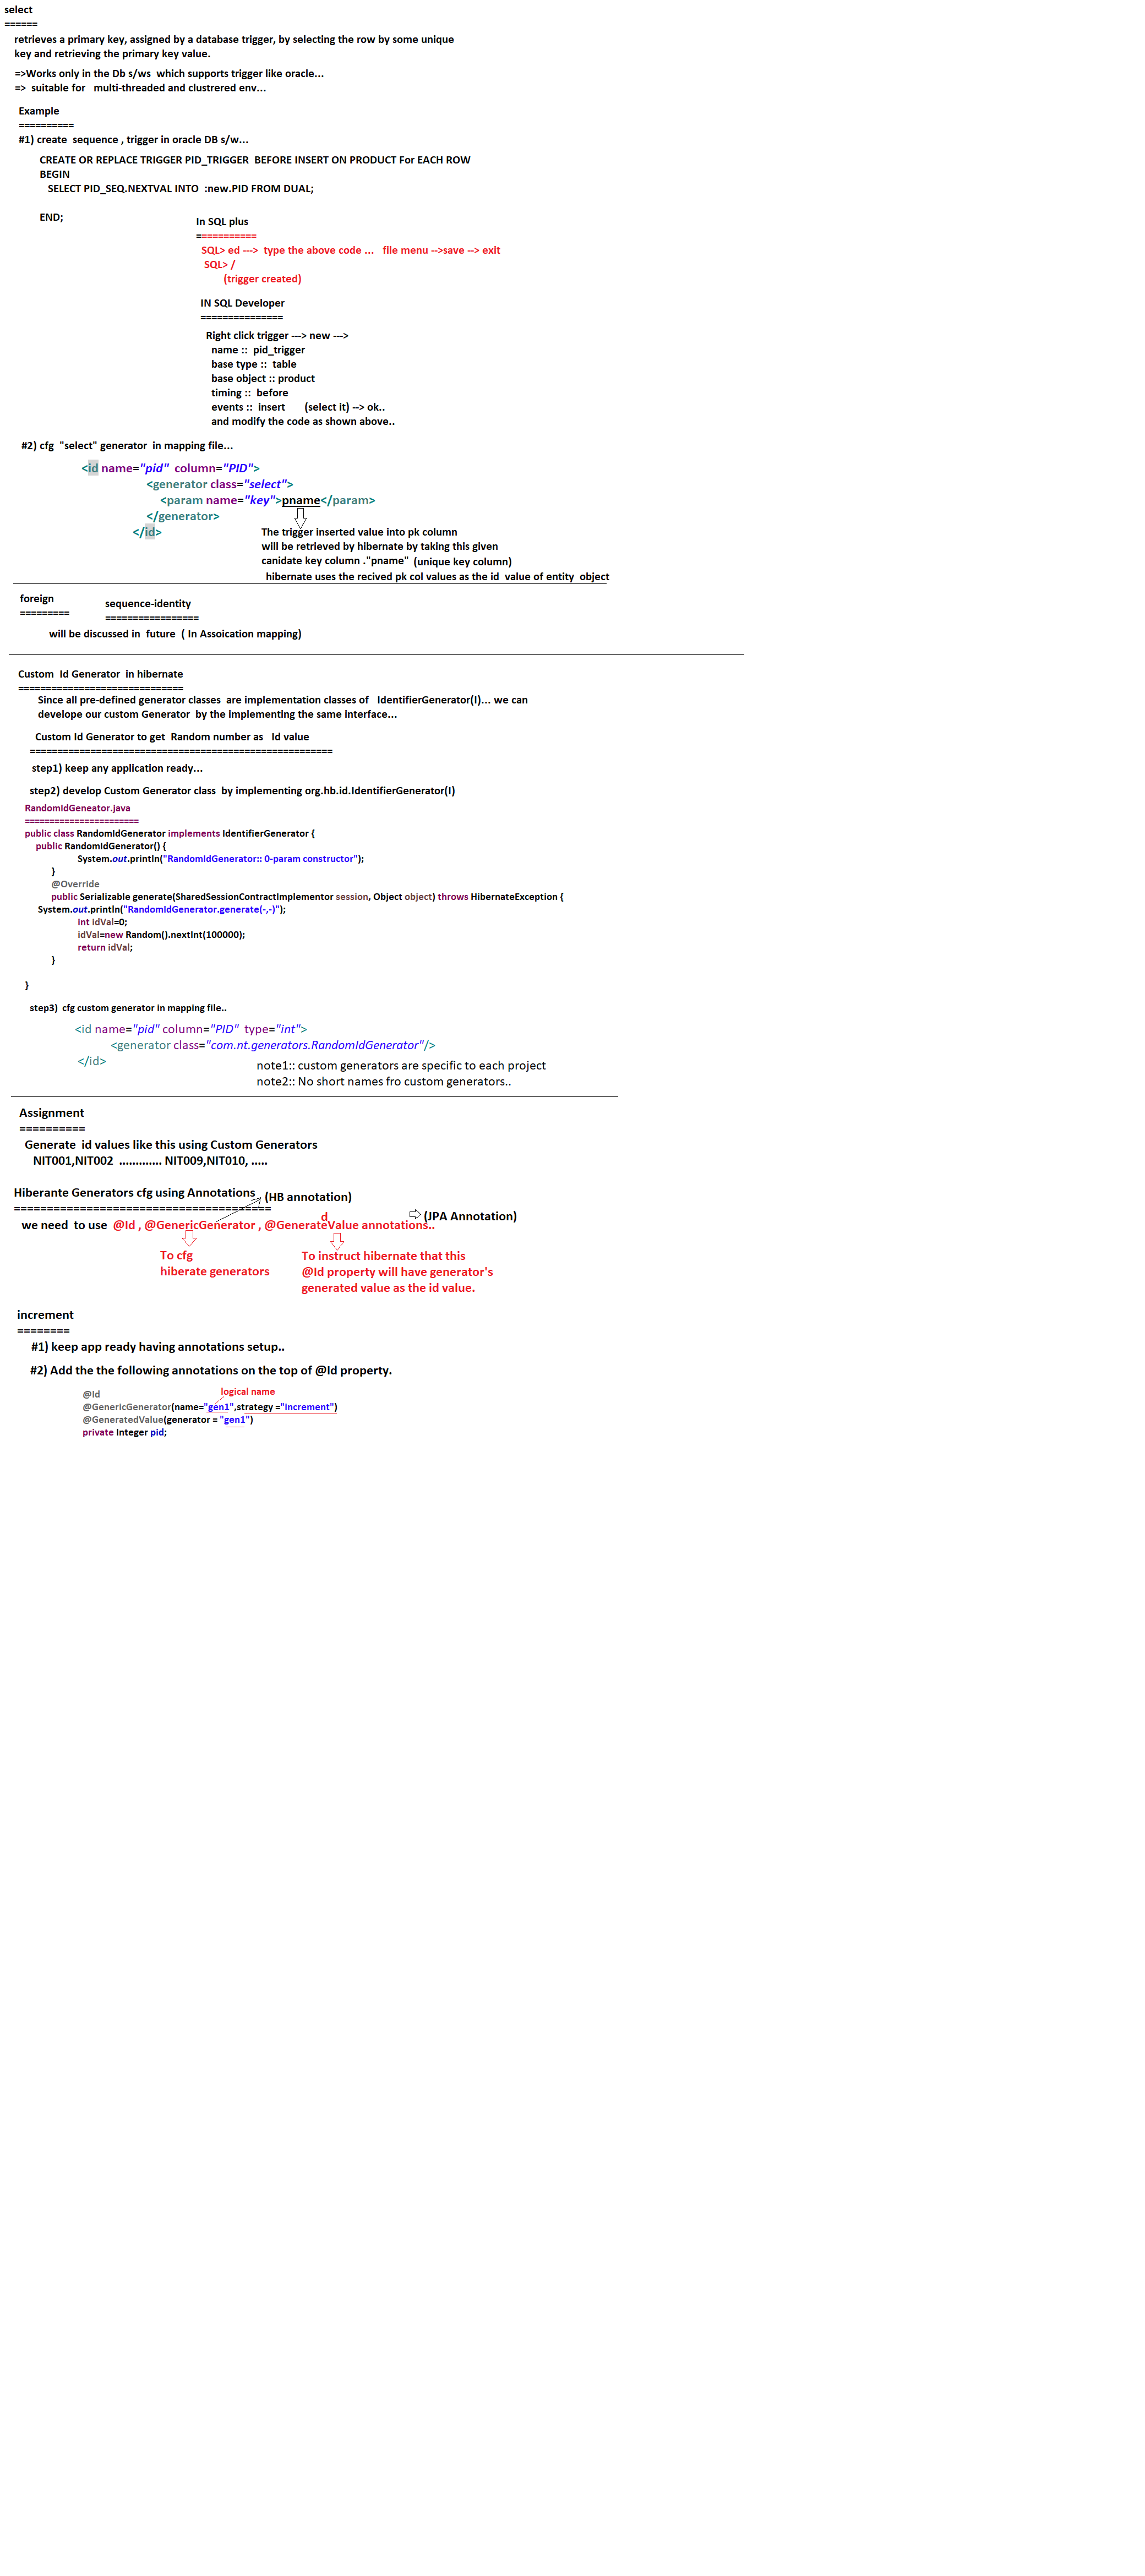 select
======
retrieves a primary key, assigned by a database trigger, by selecting the row by some unique
key and retrieving the primary key value.
=>Works only in the Db s/ws which supports trigger like oracle...
=> suitable for multi-threaded and clustrered env...
Example
==========
#1) create sequence , trigger in oracle DB s/w...
CREATE OR REPLACE TRIGGER PID_TRIGGER BEFORE INSERT ON PRODUCT For EACH ROW
BEGIN
SELECT PID_SEQ.NEXTVAL INTO :new.PID FROM DUAL;
END;
In SQL plus
===========
SQL> ed ---> type the above code ... file menu -->save --> exit
SQL> /
(trigger created)
IN SQL Developer
===============
Right click trigger ---> new --->
name :: pid_trigger
base type :: table
base object :: product
timing :: before
events :: insert (select it) --> ok..
and modify the code as shown above..
#2) cfg "select" generator in mapping file...
<id name="pid" column="PID">
<generator class="select">
<param name="key">pname</param>
</generator>
</id>
The trigger inserted value into pk column
will be retrieved by hibernate by taking this given
canidate key column ."pname" (unique key column)
hibernate uses the recived pk col values as the id value of entity object
foreign
=========
sequence-identity
=================
will be discussed in future ( In Assoication mapping)
Custom Id Generator in hibernate
==============================
Since all pre-defined generator classes are implementation classes of IdentifierGenerator(I)... we can
develope our custom Generator by the implementing the same interface...
Custom Id Generator to get Random number as Id value
=======================================================
step1) keep any application ready...
step2) develop Custom Generator class by implementing org.hb.id.IdentifierGenerator(I)
RandomIdGeneator.java
=======================
public class RandomIdGenerator implements IdentifierGenerator {
public RandomIdGenerator() {
System.out.println("RandomIdGenerator:: 0-param constructor");
}
@Override
public Serializable generate(SharedSessionContractImplementor session, Object object) throws HibernateException {
System.out.println("RandomIdGenerator.generate(-,-)");
int idVal=0;
idVal=new Random().nextInt(100000);
return idVal;
}
}
step3) cfg custom generator in mapping file..
<id name="pid" column="PID" type="int">
<generator class="com.nt.generators.RandomIdGenerator"/>
</id>
note1:: custom generators are specific to each project
note2:: No short names fro custom generators..
Assignment
==========
Generate id values like this using Custom Generators
NIT001,NIT002 ............. NIT009,NIT010, .....
Hiberante Generators cfg using Annotations
=======================================
(HB annotation)
d
(JPA Annotation)
we need to use @Id , @GenericGenerator , @GenerateValue annotations..
To cfg
hiberate generators
To instruct hibernate that this
@Id property will have generator's
generated value as the id value.
increment
========
#1) keep app ready having annotations setup..
#2) Add the the following annotations on the top of @Id property.
logical name
@Id
@GenericGenerator(name="gen1",strategy ="increment")
@GeneratedValue(generator = "gen1")
private Integer pid;